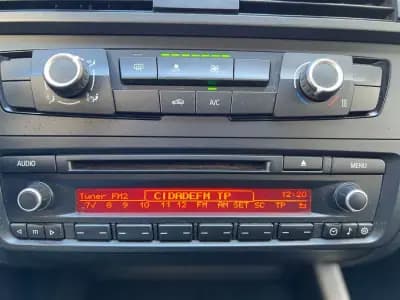 A/C
AUDIO
MENU
Tuner FM2 CIDADEFM TP 12:20
7 8 9 10 11 12 FM AM SET SC TP
M